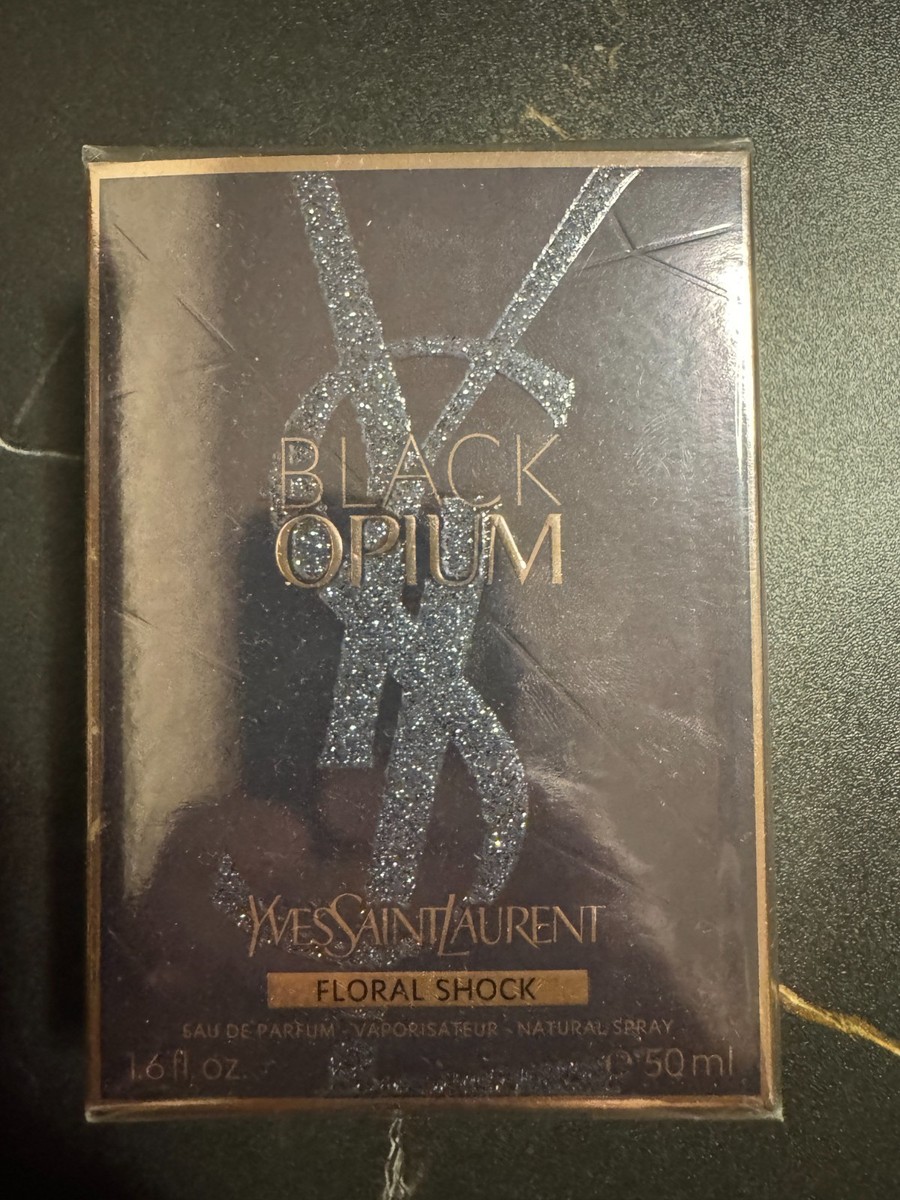 BLACK
OPIUM
YVESSAINTLAURENT
FLORAL SHOCK
EAU DE PARFUM - VAPORISATEUR - NATURAL SPRAY
1.6 fl. oz. e 50 ml